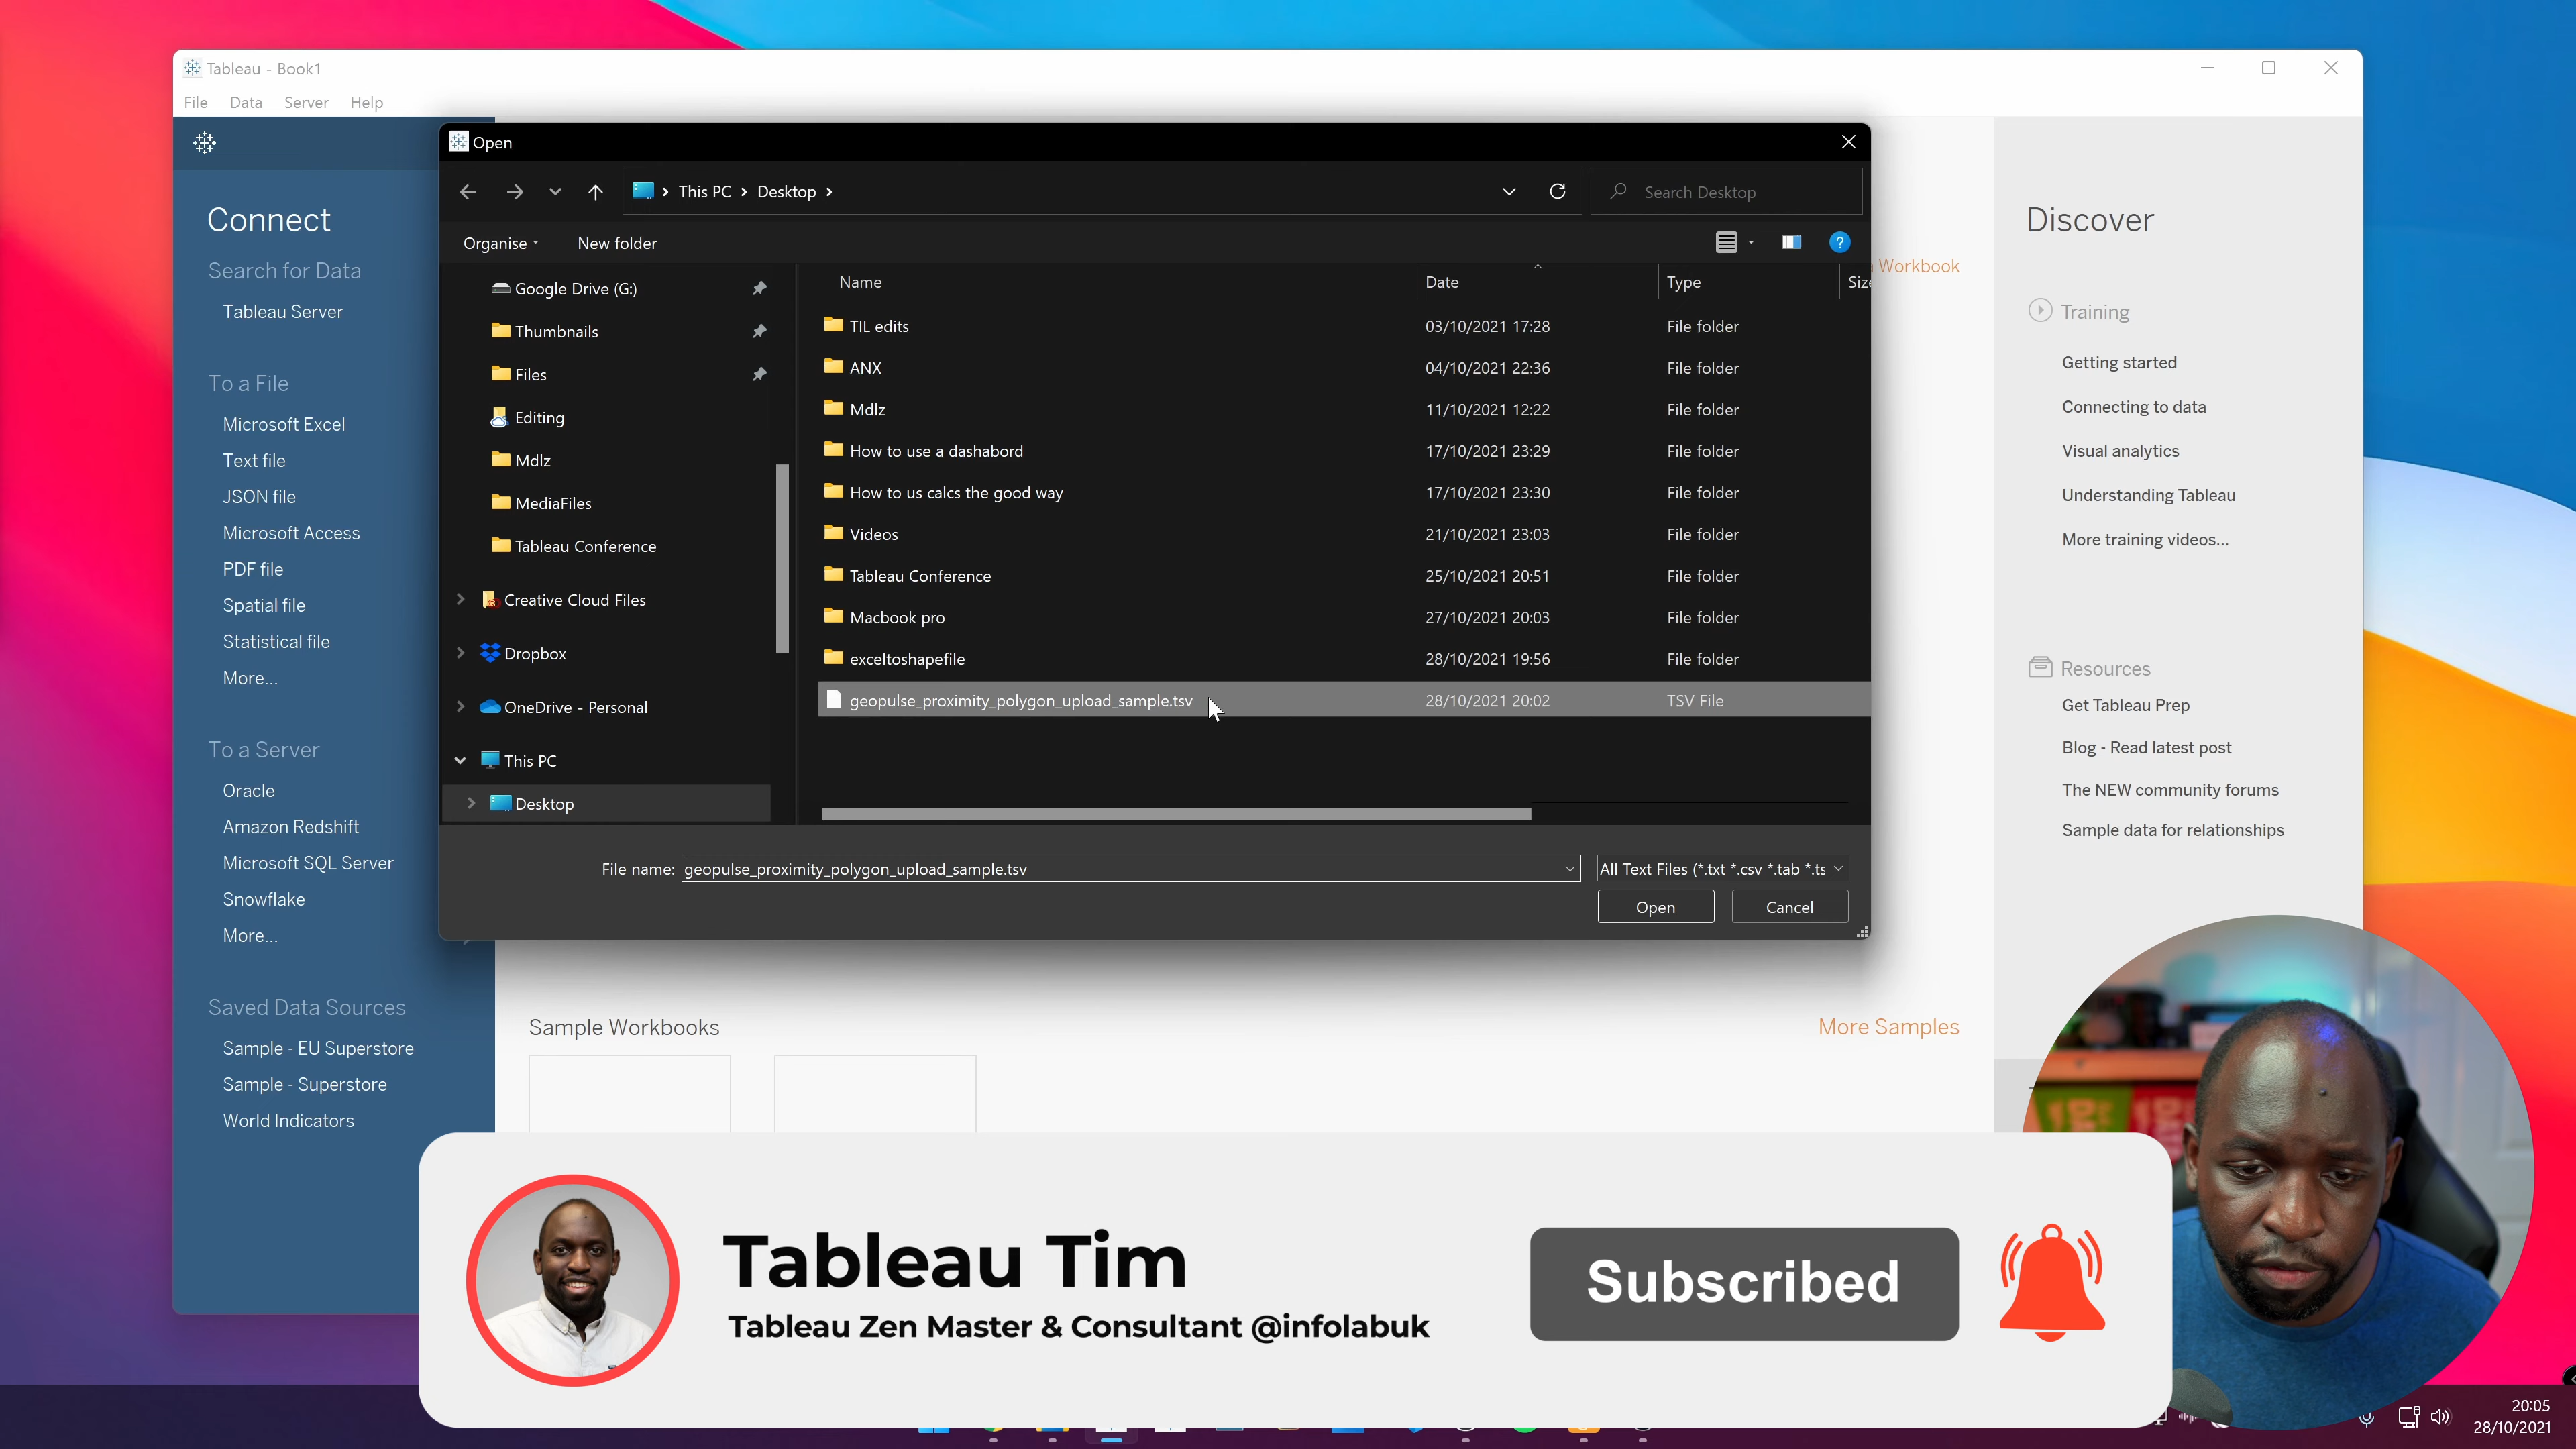 Tableau - Book1
File Data Server Help
Open
This PC Desktop
Search Desktop
Organise New folder
Connect
Search for Data
Tableau Server
To a File
Microsoft Excel
Text file
JSON file
Microsoft Access
PDF file
Spatial file
Statistical file
More...
To a Server
Oracle
Amazon Redshift
Microsoft SQL Server
Snowflake
More...
Saved Data Sources
Sample - EU Superstore
Sample - Superstore
World Indicators
Google Drive (G:)
Thumbnails
Files
Editing
Mdlz
MediaFiles
Tableau Conference
Creative Cloud Files
Dropbox
OneDrive - Personal
This PC
Desktop
Name Date Type
TIL edits 03/10/2021 17:28 File folder
ANX 04/10/2021 22:36 File folder
Mdlz 11/10/2021 12:22 File folder
How to use a dashabord 17/10/2021 23:29 File folder
How to us calcs the good way 17/10/2021 23:30 File folder
Videos 21/10/2021 23:03 File folder
Tableau Conference 25/10/2021 20:51 File folder
Macbook pro 27/10/2021 20:03 File folder
exceltoshapefile 28/10/2021 19:56 File folder
geopulse_proximity_polygon_upload_sample.tsv 28/10/2021 20:02 TSV File
File name: geopulse_proximity_polygon_upload_sample.tsv All Text Files (*.txt *.csv *.tab *.ts
Open Cancel
Workbook
Discover
Training
Getting started
Connecting to data
Visual analytics
Understanding Tableau
More training videos...
Resources
Get Tableau Prep
Blog - Read latest post
The NEW community forums
Sample data for relationships
Sample Workbooks More Samples
Tableau Tim
Tableau Zen Master & Consultant @infolabuk
Subscribed
20:05
28/10/2021